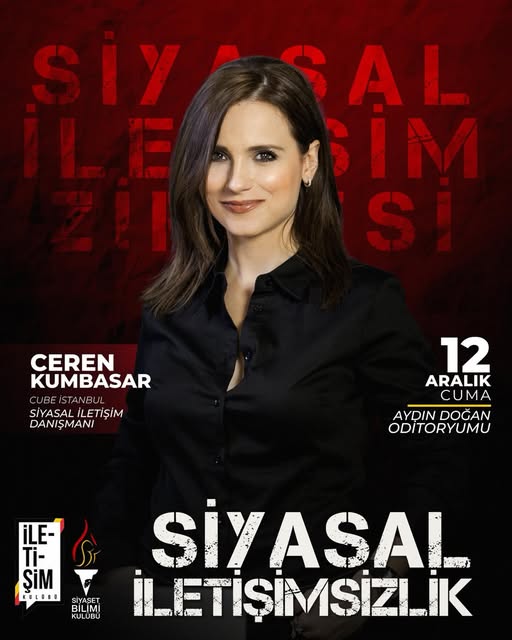 SİYASAL
İLETİŞİM
ZİRVESİ
CEREN
KUMBASAR
CUBE İSTANBUL
SİYASAL İLETİŞİM
DANIŞMANI
12
ARALIK
CUMA
AYDIN DOĞAN
ODİTORYUMU
SİYASAL
İLETİŞİMSİZLİK
İLE-
Tİ-
ŞİM
KULÜBÜ
SİYASET
BİLİMİ
KULÜBÜ